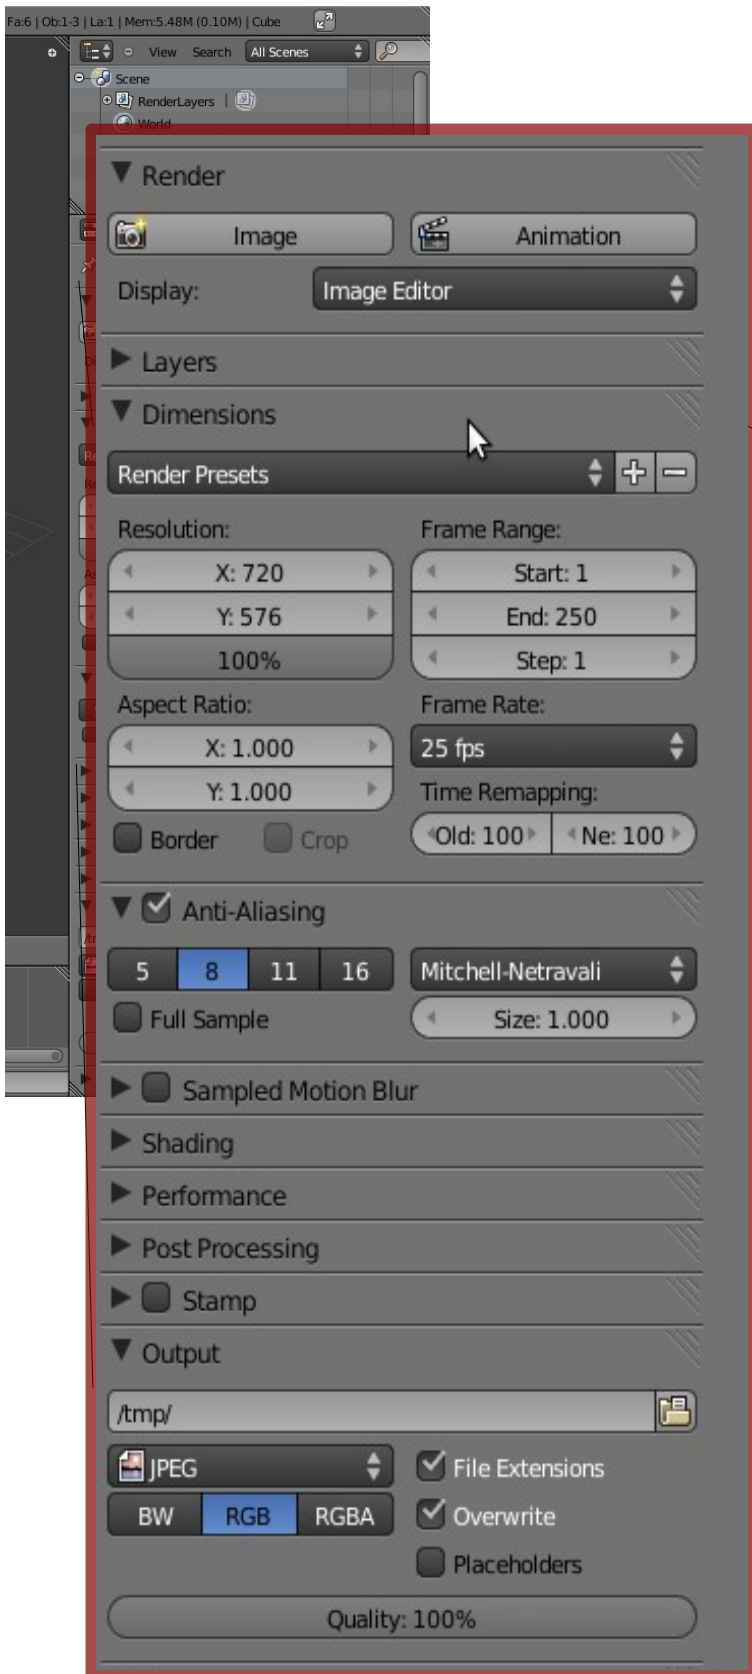 Fa:6 | Ob:1-3 | La:1 | Mem:5.48M (0.10M) | Cube
View Search All Scenes
Scene
RenderLayers |
World
Render
Image Animation
Display: Image Editor
Layers
Dimensions
Render Presets
Resolution: Frame Range:
X: 720 Start: 1
Y: 576 End: 250
100% Step: 1
Aspect Ratio: Frame Rate:
X: 1.000 25 fps
Y: 1.000 Time Remapping:
Border Crop Old: 100 Ne: 100
Anti-Aliasing
5 8 11 16 Mitchell-Netravali
Full Sample Size: 1.000
Sampled Motion Blur
Shading
Performance
Post Processing
Stamp
Output
/tmp/
JPEG File Extensions
BW RGB RGBA Overwrite
Placeholders
Quality: 100%